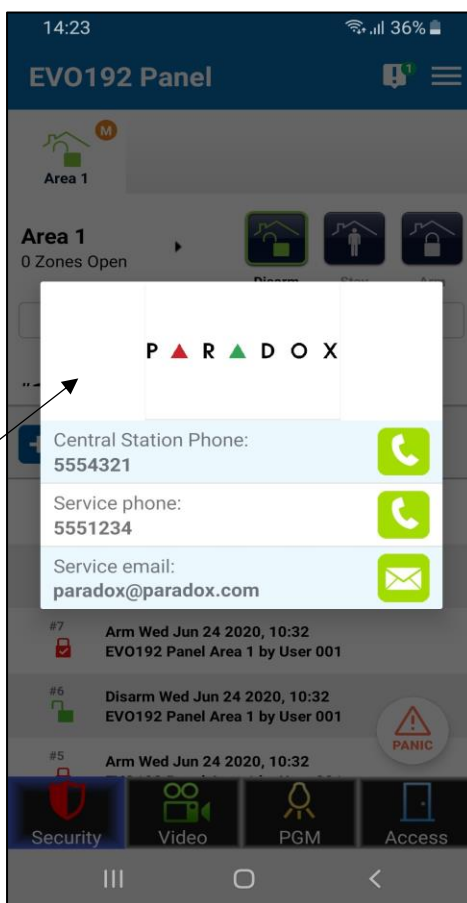 14:23 36%
EVO192 Panel 1
M
Area 1
Area 1
0 Zones Open
PARADOX
Central Station Phone:
5554321
Service phone:
5551234
Service email:
paradox@paradox.com
#7 Arm Wed Jun 24 2020, 10:32
EVO192 Panel Area 1 by User 001
#6 Disarm Wed Jun 24 2020, 10:32
EVO192 Panel Area 1 by User 001
#5 Arm Wed Jun 24 2020, 10:32
PANIC
Security Video PGM Access